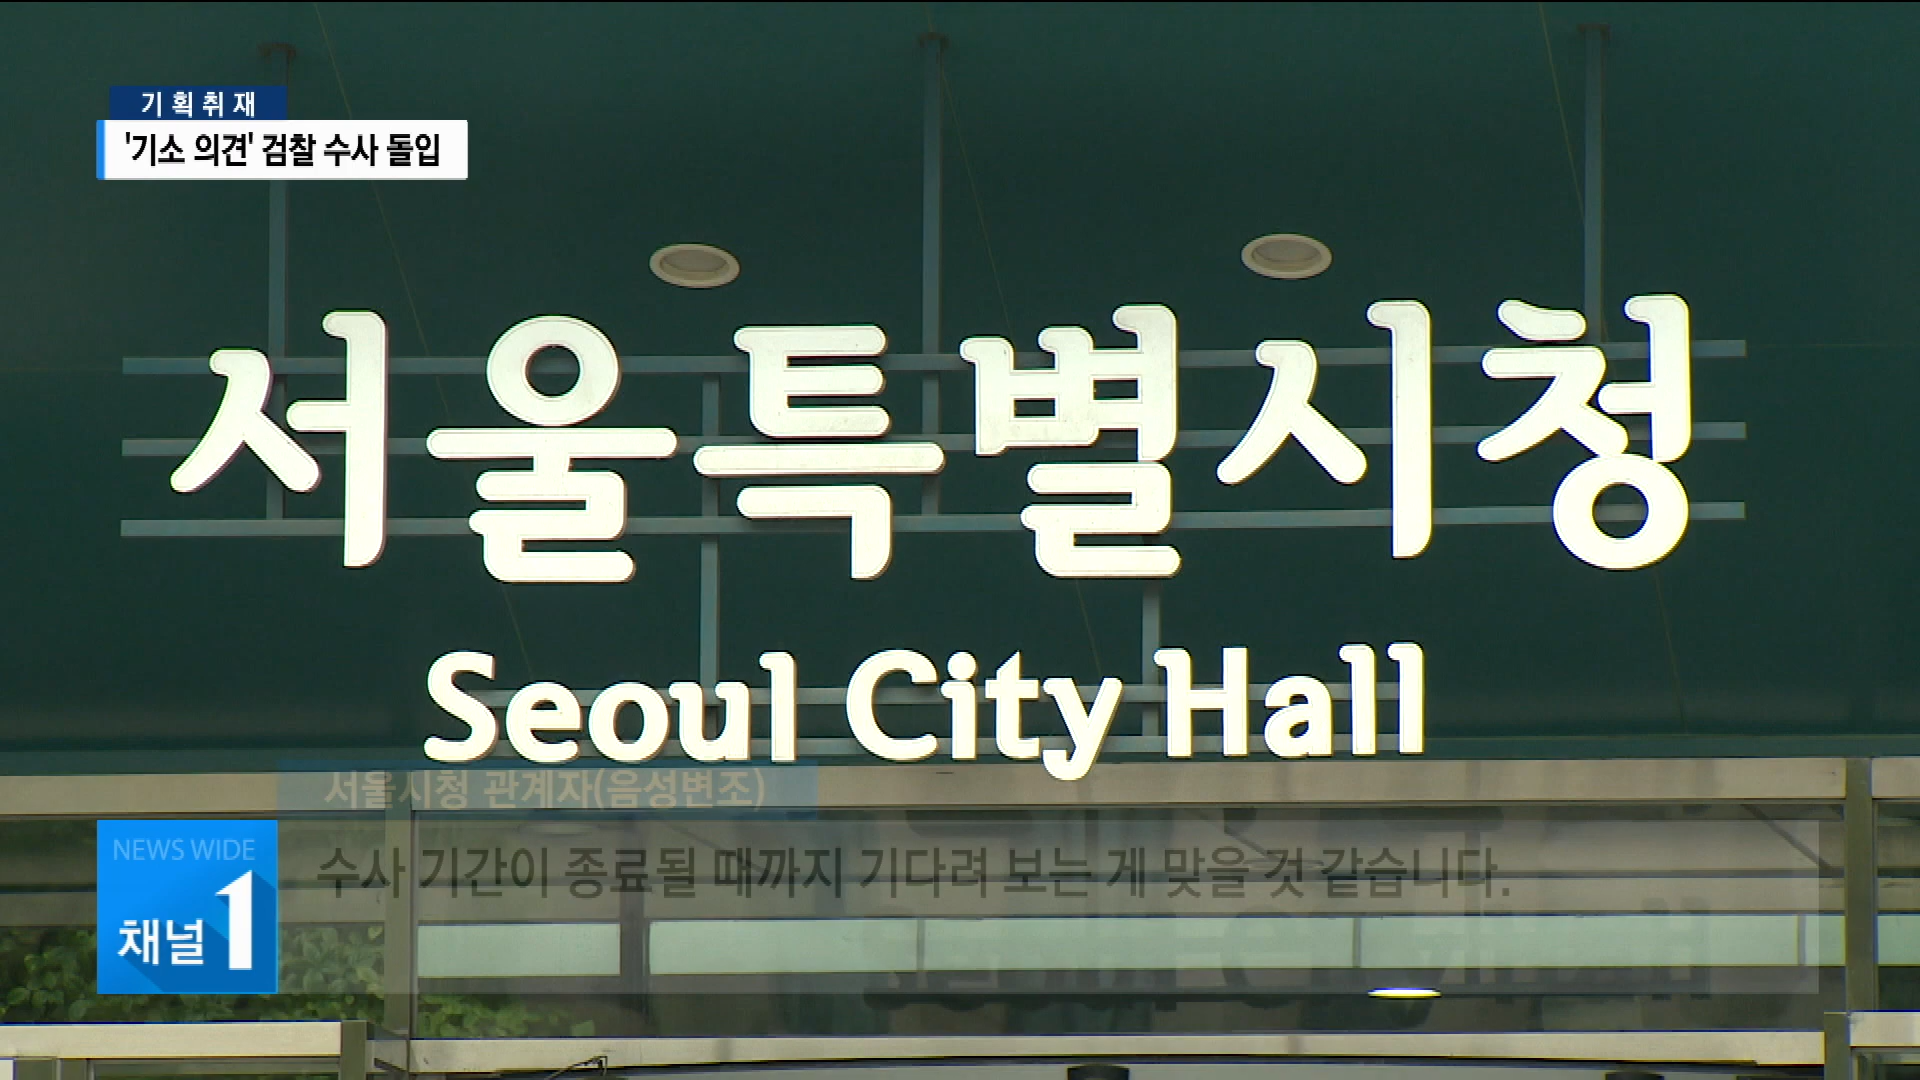 기획취재
'기소 의견' 검찰 수사 돌입
서울특별시청
Seoul City Hall
서울시청 관계자(음성변조)
NEWS WIDE
채널1
수사 기간이 종료될 때까지 기다려 보는 게 맞을 것 같습니다.